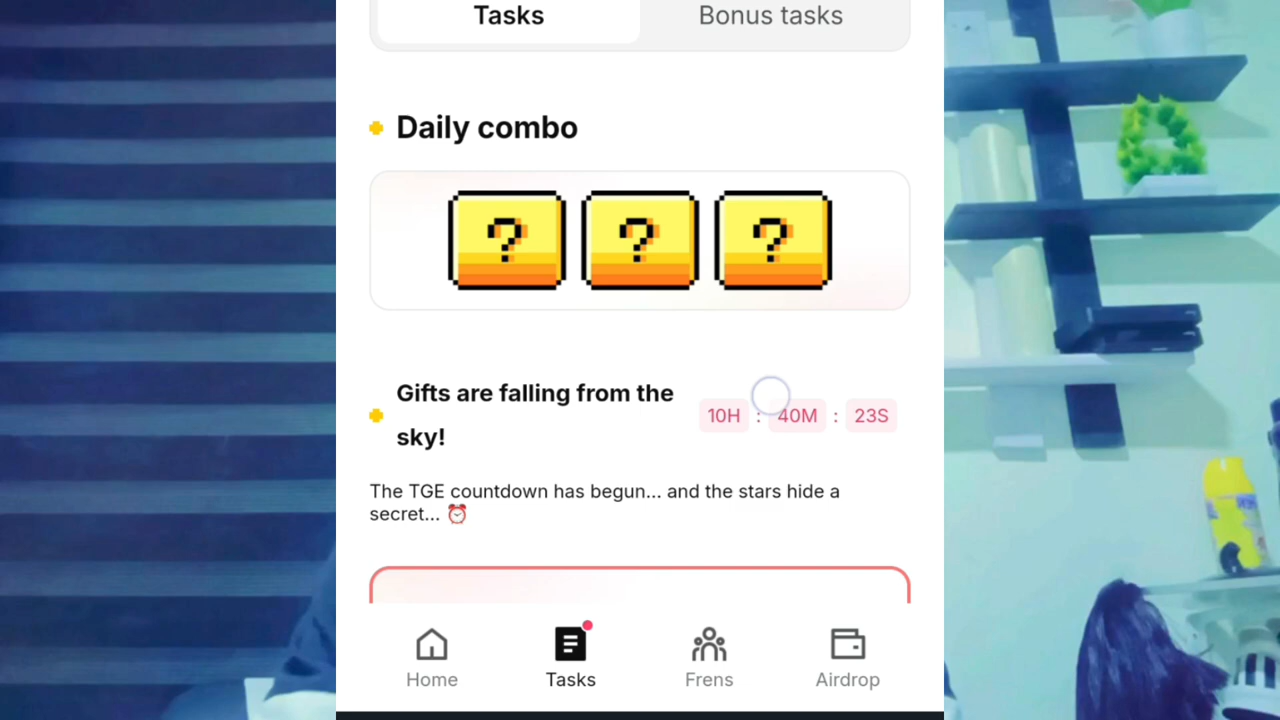 Tasks
Bonus tasks
Daily combo
? ? ?
Gifts are falling from the
sky!
10H : 40M : 23S
The TGE countdown has begun... and the stars hide a
secret... ⏰
Home
Tasks
Frens
Airdrop